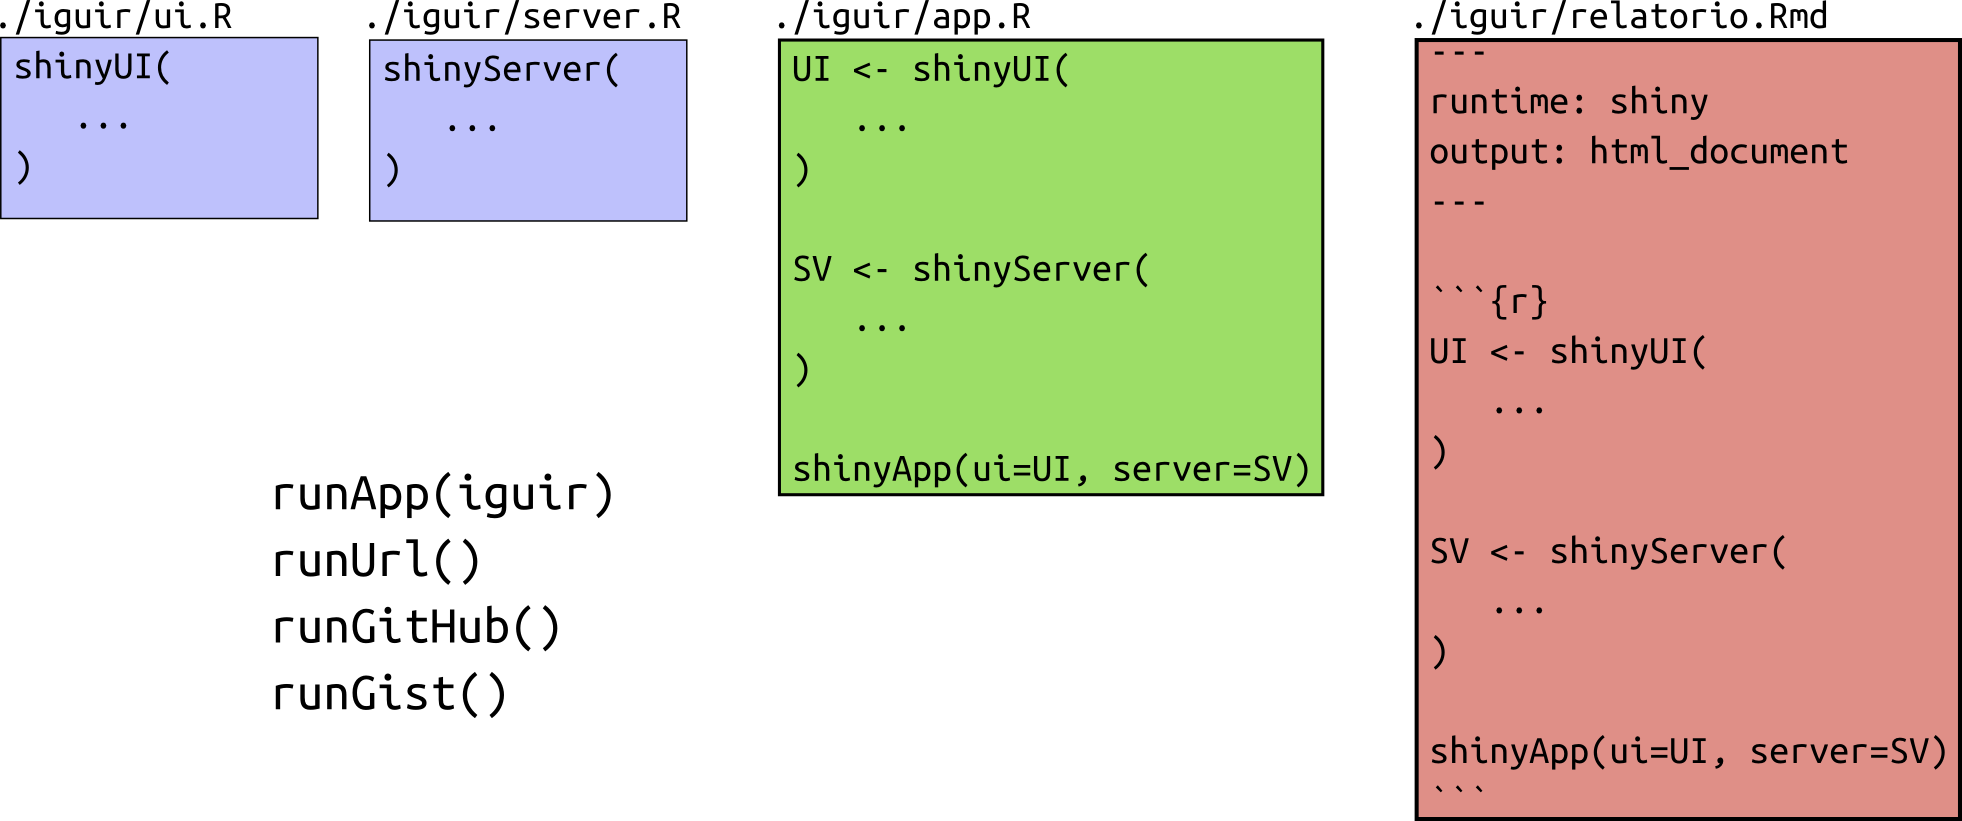 ./iguir/ui.R
shinyUI(
...
)
./iguir/server.R
shinyServer(
...
)
./iguir/app.R
UI <- shinyUI(
...
)
SV <- shinyServer(
...
)
shinyApp(ui=UI, server=SV)
./iguir/relatorio.Rmd
---
runtime: shiny
output: html_document
---
```{r}
UI <- shinyUI(
...
)
SV <- shinyServer(
...
)
shinyApp(ui=UI, server=SV)
```
runApp(iguir)
runUrl()
runGitHub()
runGist()